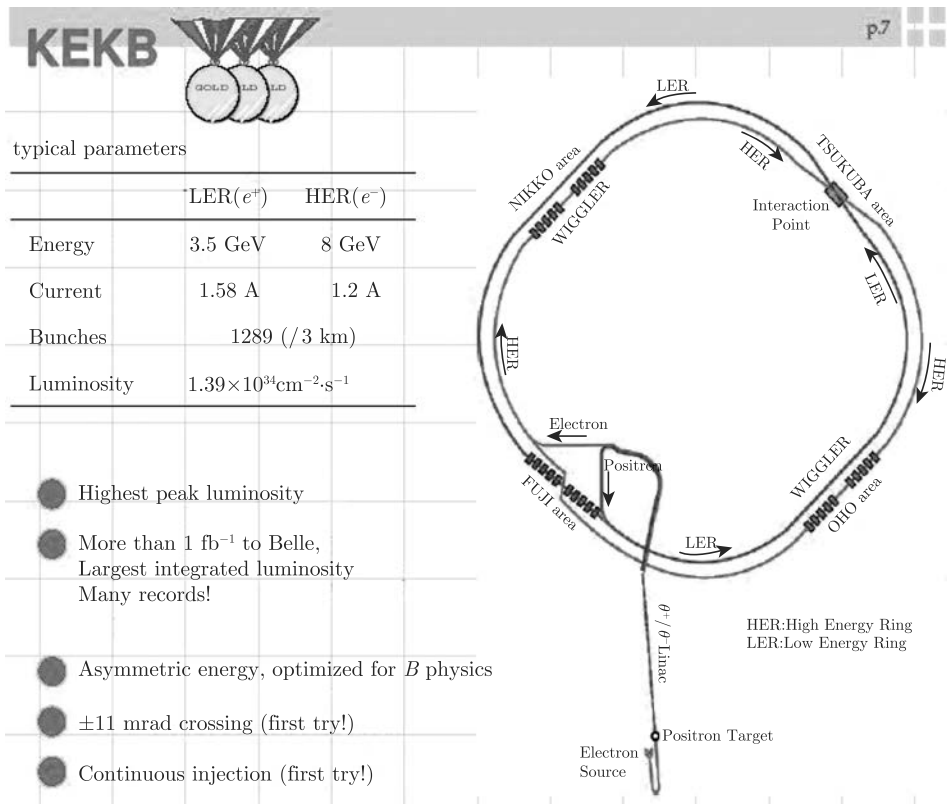 KEKB
p.7
GOLD
LD
LD
typical parameters
LER(e⁺) HER(e⁻)
Energy 3.5 GeV 8 GeV
Current 1.58 A 1.2 A
Bunches 1289 (/3 km)
Luminosity 1.39×10³⁴cm⁻²·s⁻¹
Highest peak luminosity
More than 1 fb⁻¹ to Belle,
Largest integrated luminosity
Many records!
Asymmetric energy, optimized for B physics
±11 mrad crossing (first try!)
Continuous injection (first try!)
LER
HER
TSUKUBA area
NIKKO area
WIGGLER
Interaction
Point
LER
HER
HER
Electron
Positron
WIGGLER
FUJI area
OHO area
LER
θ⁺/θ⁻Linac
HER:High Energy Ring
LER:Low Energy Ring
Positron Target
Electron
Source